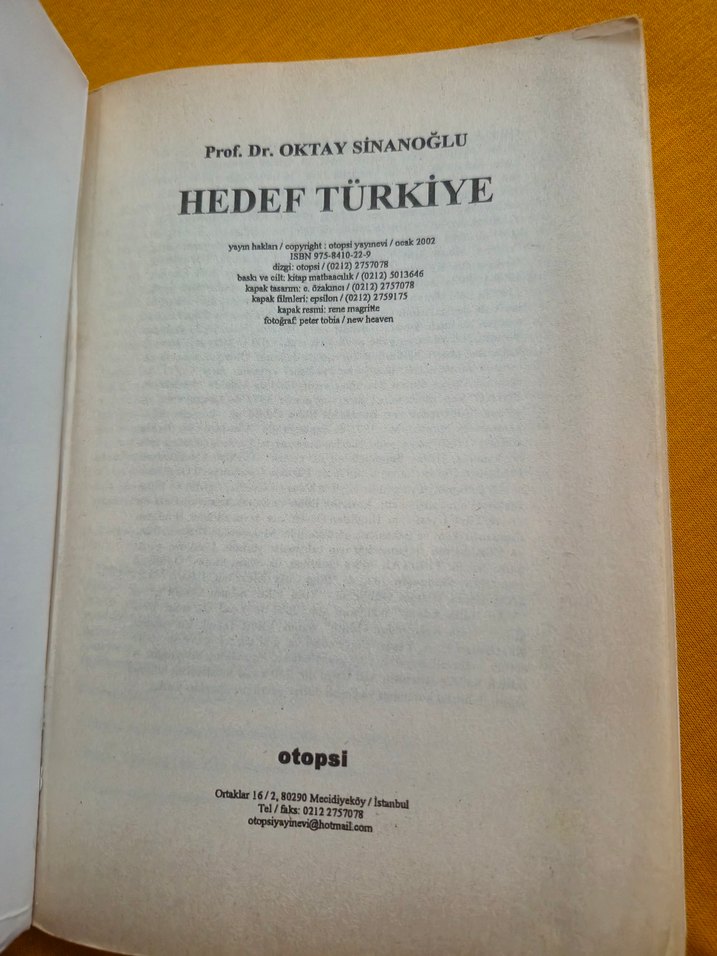 Prof. Dr. OKTAY SİNANOĞLU
HEDEF TÜRKİYE
yayın hakları / copyright : otopsi yayınevi / ocak 2002
ISBN 975-8410-22-9
dizgi: otopsi / (0212) 2757078
baskı ve cilt: kitap matbaacılık / (0212) 5013646
kapak tasarım: c. özakıncı / (0212) 2757078
kapak filmleri: epsilon / (0212) 2759175
kapak resmi: rene magritte
fotoğraf: peter tobia / new heaven
otopsi
Ortaklar 16 / 2, 80290 Mecidiyeköy / İstanbul
Tel / faks: 0212 2757078
otopsiyayinevi@hotmail.com